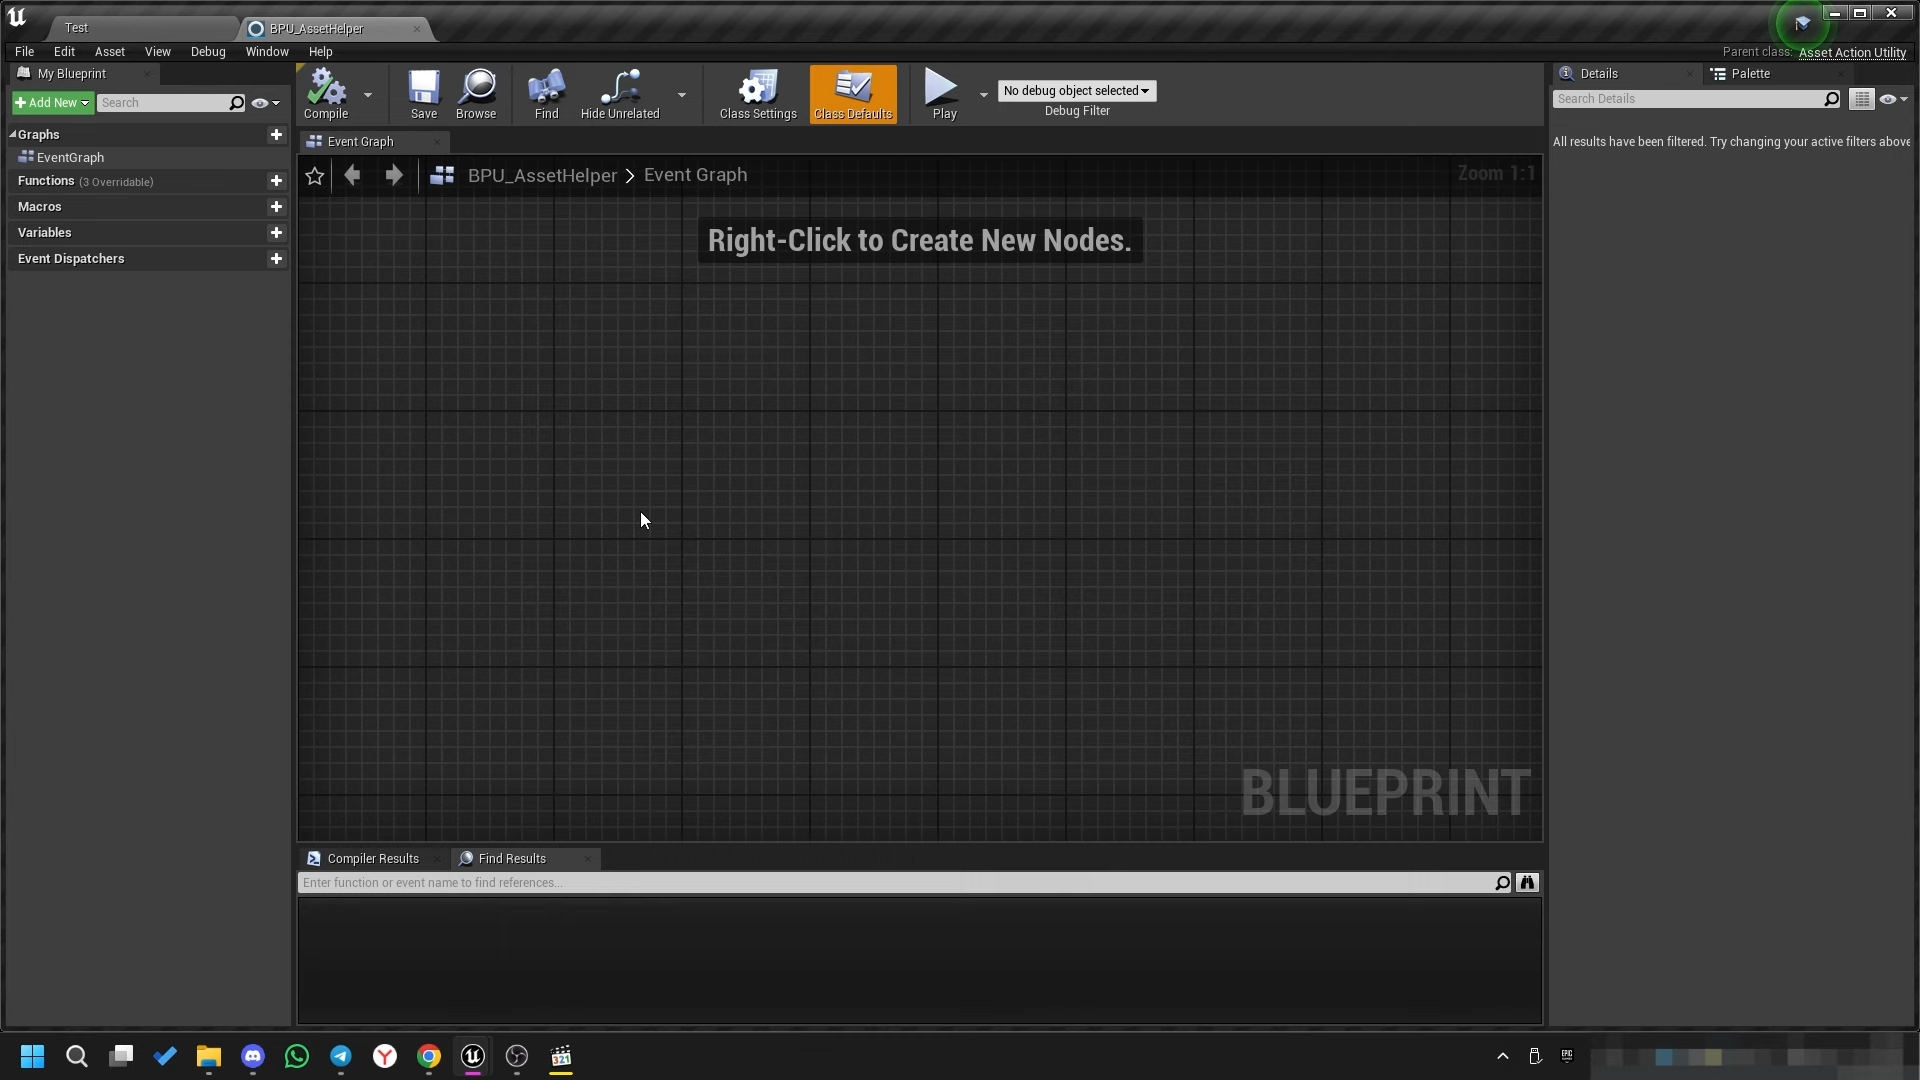 Test
BPU_AssetHelper
File Edit Asset View Debug Window Help
Parent class: Asset Action Utility
My Blueprint
Add New
Search
Graphs
EventGraph
Functions (3 Overridable)
Macros
Variables
Event Dispatchers
Compile
Save
Browse
Find
Hide Unrelated
Class Settings
Class Defaults
Play
No debug object selected
Debug Filter
Event Graph
BPU_AssetHelper > Event Graph
Zoom 1:1
Right-Click to Create New Nodes.
BLUEPRINT
Compiler Results
Find Results
Enter function or event name to find references...
Details
Palette
Search Details
All results have been filtered. Try changing your active filters above
321
EPIC